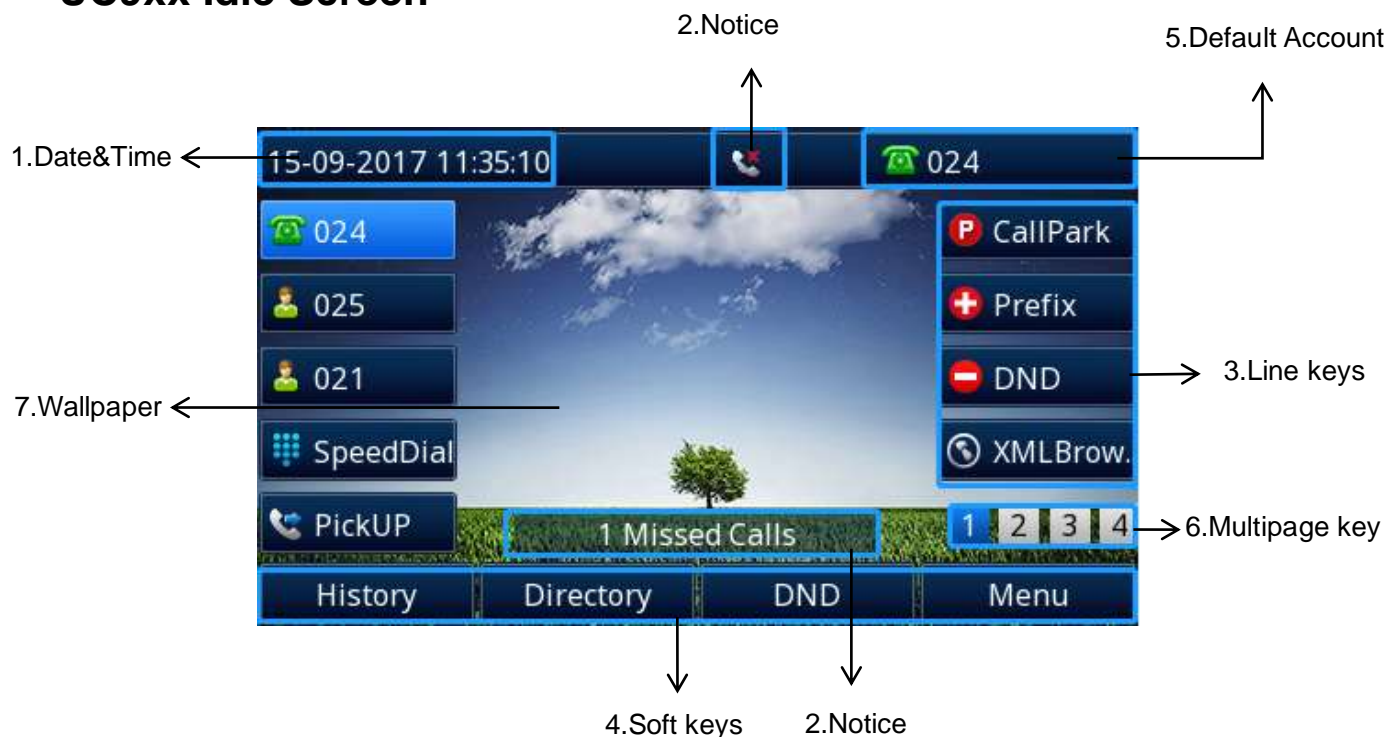 2.Notice
5.Default Account
1.Date&Time
15-09-2017 11:35:10
024
024
CallPark
025
Prefix
021
DND
3.Line keys
7.Wallpaper
SpeedDial
XMLBrow.
PickUP
1 Missed Calls
1 2 3 4
6.Multipage key
History Directory DND Menu
4.Soft keys 2.Notice